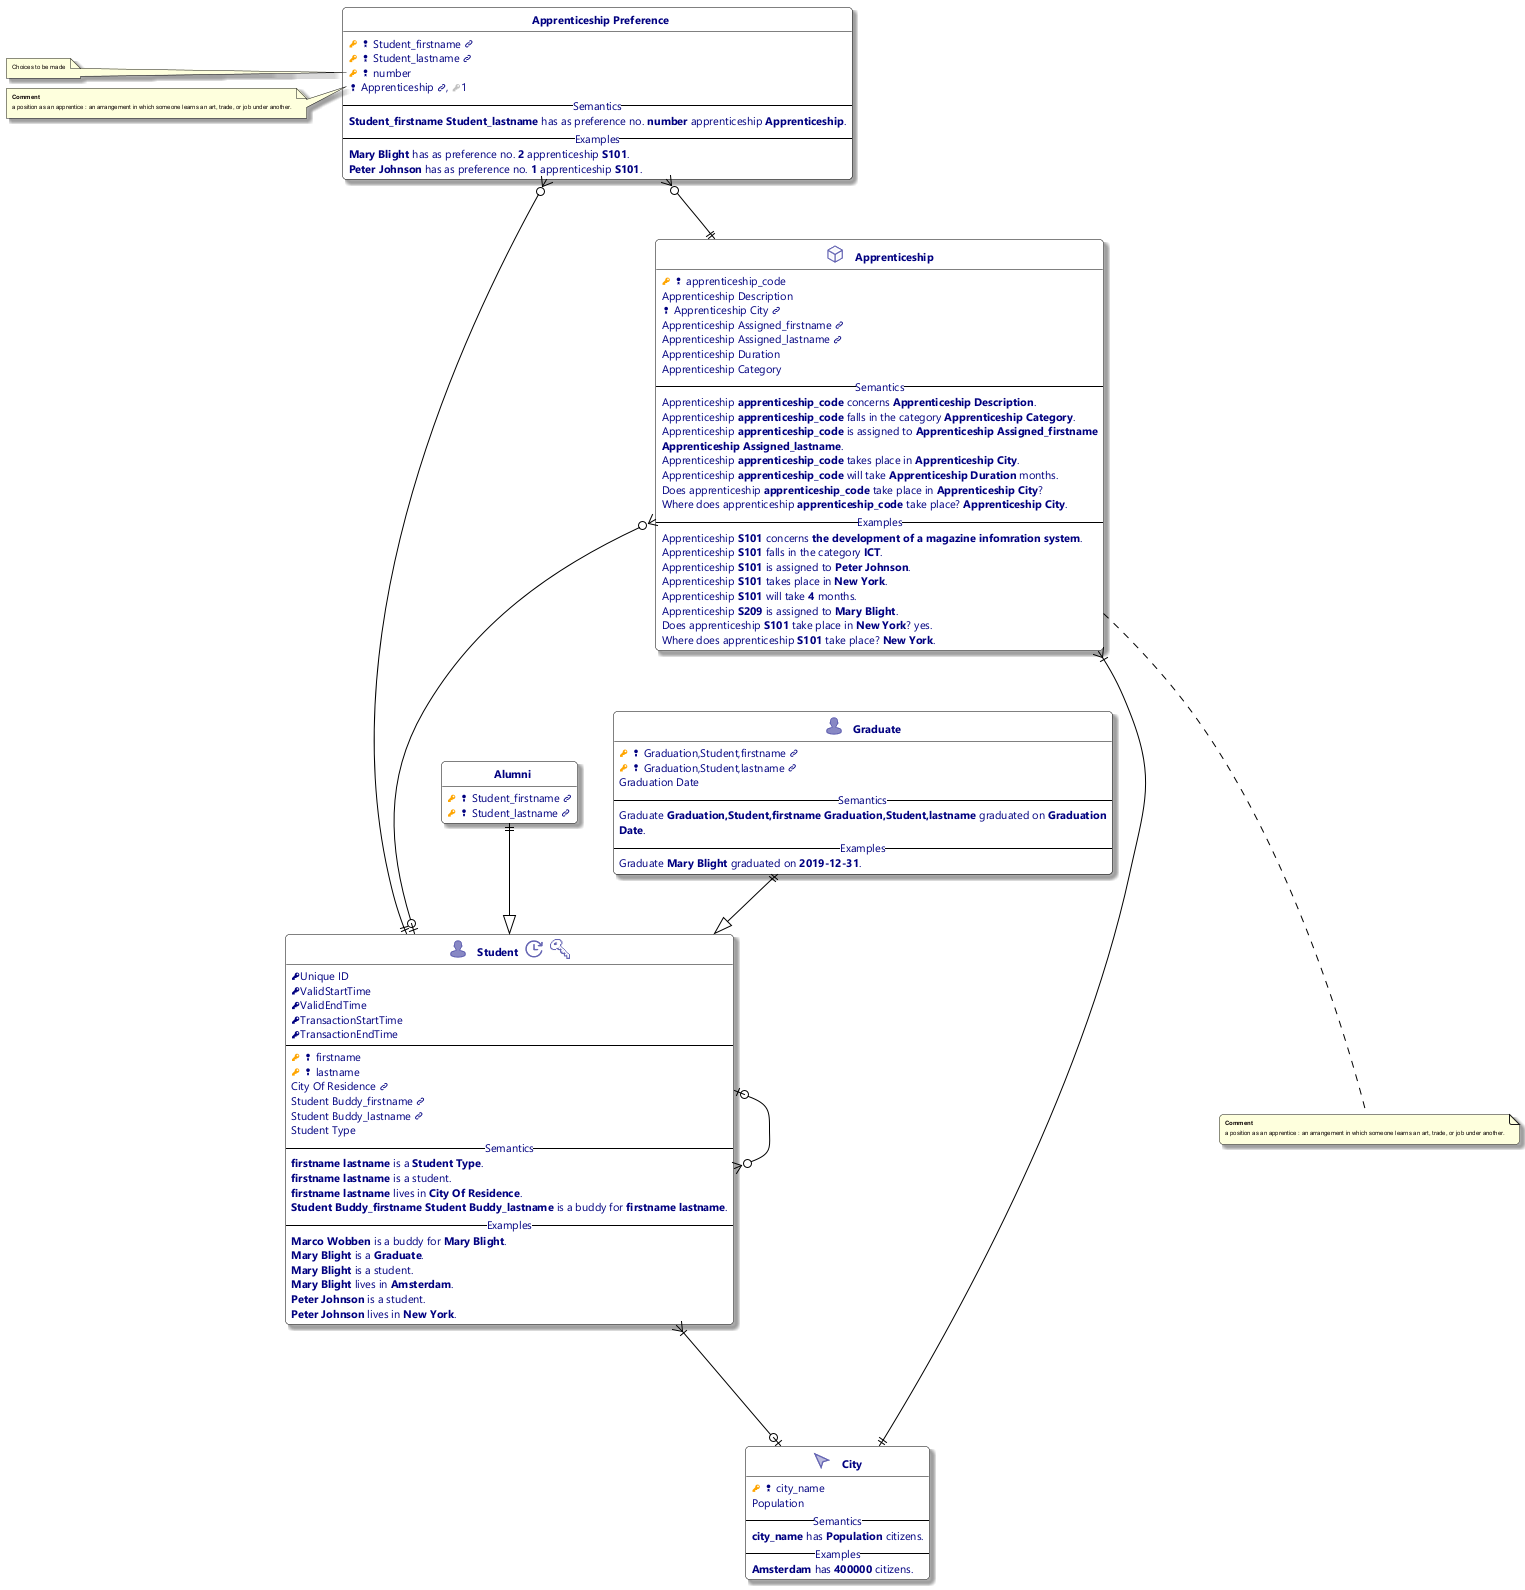 Apprenticeship Preference
Student_firstname
Student_lastname
number
Apprenticeship , 1
Semantics
Student_firstname Student_lastname has as preference no. number apprenticeship Apprenticeship.
Examples
Mary Blight has as preference no. 2 apprenticeship S101.
Peter Johnson has as preference no. 1 apprenticeship S101.
Choices to be made
Comment
a position as an apprentice : an arrangement in which someone learns an art, trade, or job under another.
Apprenticeship
apprenticeship_code
Apprenticeship Description
Apprenticeship City
Apprenticeship Assigned_firstname
Apprenticeship Assigned_lastname
Apprenticeship Duration
Apprenticeship Category
Semantics
Apprenticeship apprenticeship_code concerns Apprenticeship Description.
Apprenticeship apprenticeship_code falls in the category Apprenticeship Category.
Apprenticeship apprenticeship_code is assigned to Apprenticeship Assigned_firstname
Apprenticeship Assigned_lastname.
Apprenticeship apprenticeship_code takes place in Apprenticeship City.
Apprenticeship apprenticeship_code will take Apprenticeship Duration months.
Does apprenticeship apprenticeship_code take place in Apprenticeship City?
Where does apprenticeship apprenticeship_code take place? Apprenticeship City.
Examples
Apprenticeship S101 concerns the development of a magazine infomration system.
Apprenticeship S101 falls in the category ICT.
Apprenticeship S101 is assigned to Peter Johnson.
Apprenticeship S101 takes place in New York.
Apprenticeship S101 will take 4 months.
Apprenticeship S209 is assigned to Mary Blight.
Does apprenticeship S101 take place in New York? yes.
Where does apprenticeship S101 take place? New York.
Graduate
Graduation,Student,firstname
Graduation,Student,lastname
Graduation Date
Semantics
Graduate Graduation,Student,firstname Graduation,Student,lastname graduated on Graduation
Date.
Examples
Graduate Mary Blight graduated on 2019-12-31.
Alumni
Student_firstname
Student_lastname
Student
Unique ID
ValidStartTime
ValidEndTime
TransactionStartTime
TransactionEndTime
firstname
lastname
City Of Residence
Student Buddy_firstname
Student Buddy_lastname
Student Type
Semantics
firstname lastname is a Student Type.
firstname lastname is a student.
firstname lastname lives in City Of Residence.
Student Buddy_firstname Student Buddy_lastname is a buddy for firstname lastname.
Examples
Marco Wobben is a buddy for Mary Blight.
Mary Blight is a Graduate.
Mary Blight is a student.
Mary Blight lives in Amsterdam.
Peter Johnson is a student.
Peter Johnson lives in New York.
Comment
a position as an apprentice : an arrangement in which someone learns an art, trade, or job under another.
City
city_name
Population
Semantics
city_name has Population citizens.
Examples
Amsterdam has 400000 citizens.